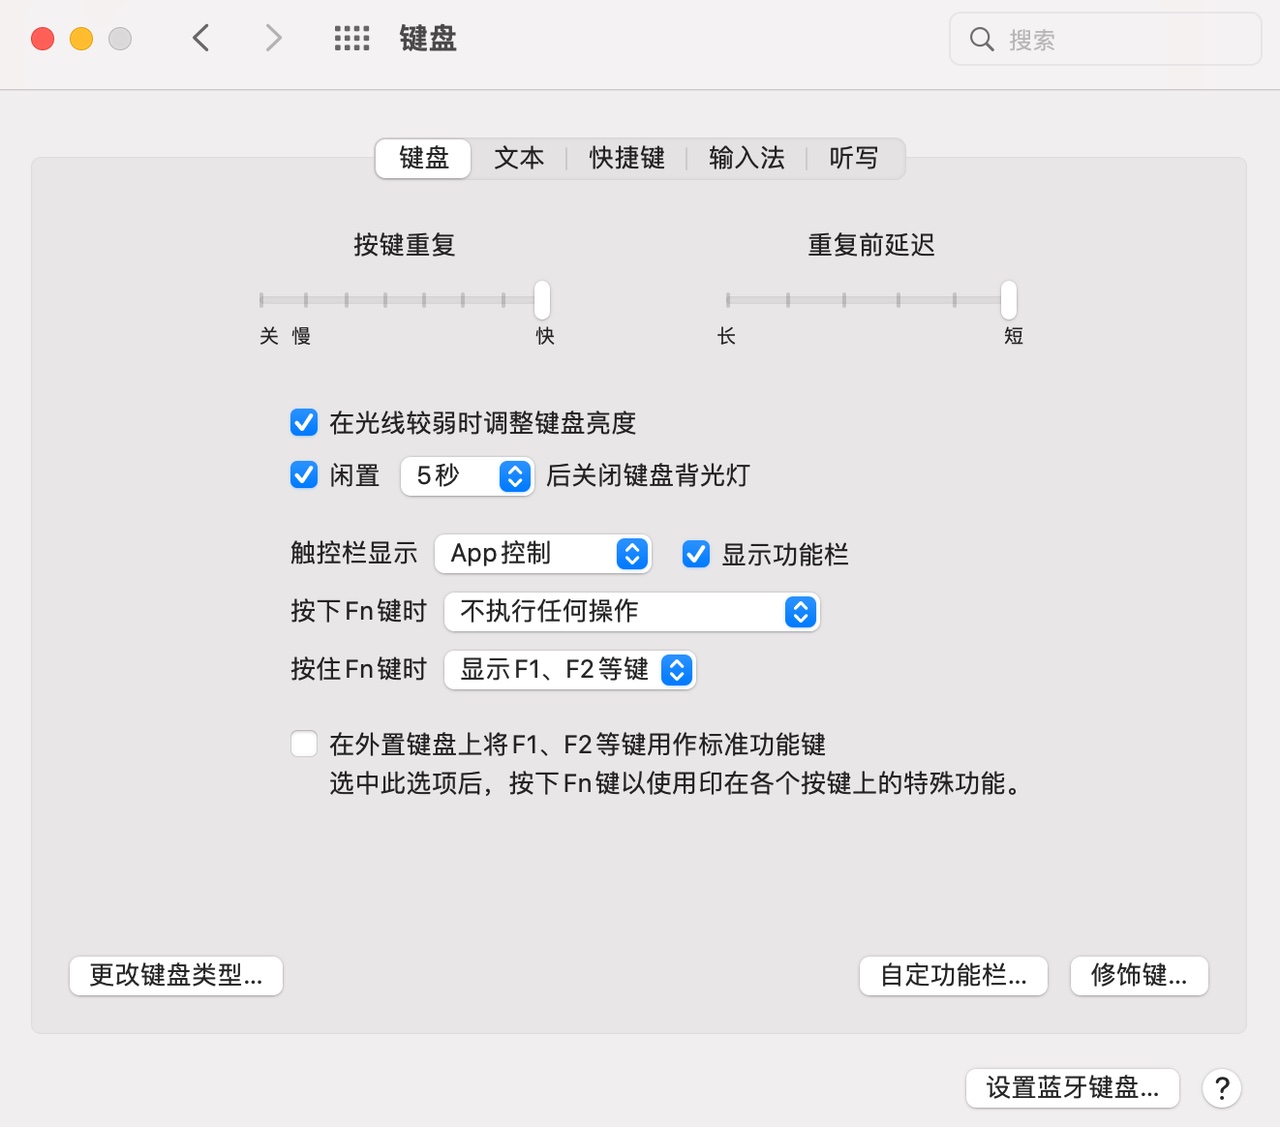 键盘
搜索
键盘 文本 快捷键 输入法 听写
按键重复 重复前延迟
关 慢 快 长 短
在光线较弱时调整键盘亮度
闲置 5秒 后关闭键盘背光灯
触控栏显示 App控制 显示功能栏
按下Fn键时 不执行任何操作
按住Fn键时 显示F1、F2等键
在外置键盘上将F1、F2等键用作标准功能键
选中此选项后，按下Fn键以使用印在各个按键上的特殊功能。
更改键盘类型... 自定功能栏... 修饰键...
设置蓝牙键盘... ?